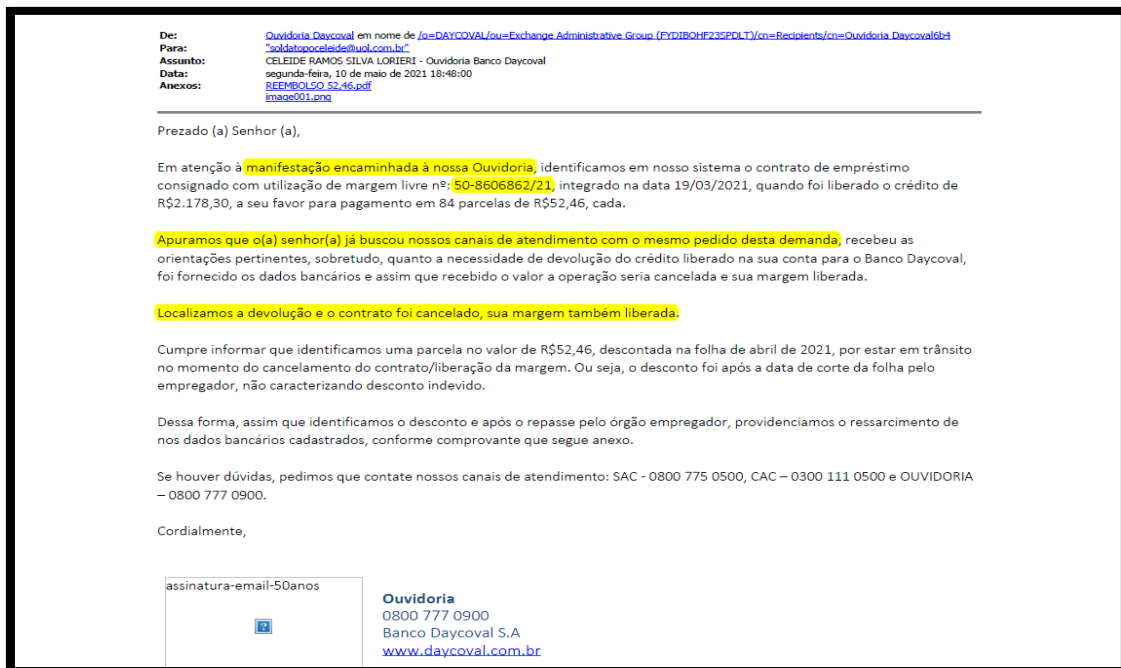 De: Ouvidoria Daycoval em nome de /o=DAYCOVAL/ou=Exchange Administrative Group (FYDIBOHF23SPDLT)/cn=Recipients/cn=Ouvidoria Daycoval6b4
Para: "soldatopoceleide@uol.com.br"
Assunto: CELEIDE RAMOS SILVA LORIERI - Ouvidoria Banco Daycoval
Data: segunda-feira, 10 de maio de 2021 18:48:00
Anexos: REEMBOLSO 52,46.pdf
image001.png
Prezado (a) Senhor (a),
Em atenção à manifestação encaminhada à nossa Ouvidoria, identificamos em nosso sistema o contrato de empréstimo
consignado com utilização de margem livre nº: 50-8606862/21, integrado na data 19/03/2021, quando foi liberado o crédito de
R$2.178,30, a seu favor para pagamento em 84 parcelas de R$52,46, cada.
Apuramos que o(a) senhor(a) já buscou nossos canais de atendimento com o mesmo pedido desta demanda, recebeu as
orientações pertinentes, sobretudo, quanto a necessidade de devolução do crédito liberado na sua conta para o Banco Daycoval,
foi fornecido os dados bancários e assim que recebido o valor a operação seria cancelada e sua margem liberada.
Localizamos a devolução e o contrato foi cancelado, sua margem também liberada.
Cumpre informar que identificamos uma parcela no valor de R$52,46, descontada na folha de abril de 2021, por estar em trânsito
no momento do cancelamento do contrato/liberação da margem. Ou seja, o desconto foi após a data de corte da folha pelo
empregador, não caracterizando desconto indevido.
Dessa forma, assim que identificamos o desconto e após o repasse pelo órgão empregador, providenciamos o ressarcimento de
nos dados bancários cadastrados, conforme comprovante que segue anexo.
Se houver dúvidas, pedimos que contate nossos canais de atendimento: SAC - 0800 775 0500, CAC – 0300 111 0500 e OUVIDORIA
– 0800 777 0900.
Cordialmente,
assinatura-email-50anos
Ouvidoria
0800 777 0900
Banco Daycoval S.A
www.daycoval.com.br